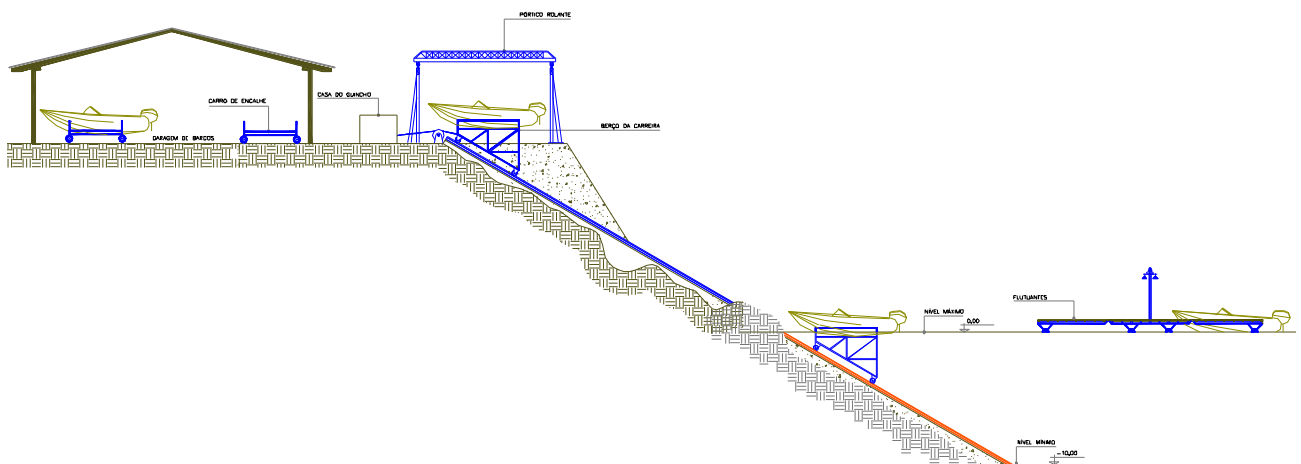 PÓRTICO ROLANTE
CASA DO GUINCHO
CARRO DE ENCALHE
BERÇO DA CARREIRA
GARAGEM DE BARCOS
FLUTUANTES
NÍVEL MÁXIMO
0,00
NÍVEL MÍNIMO
-10,00